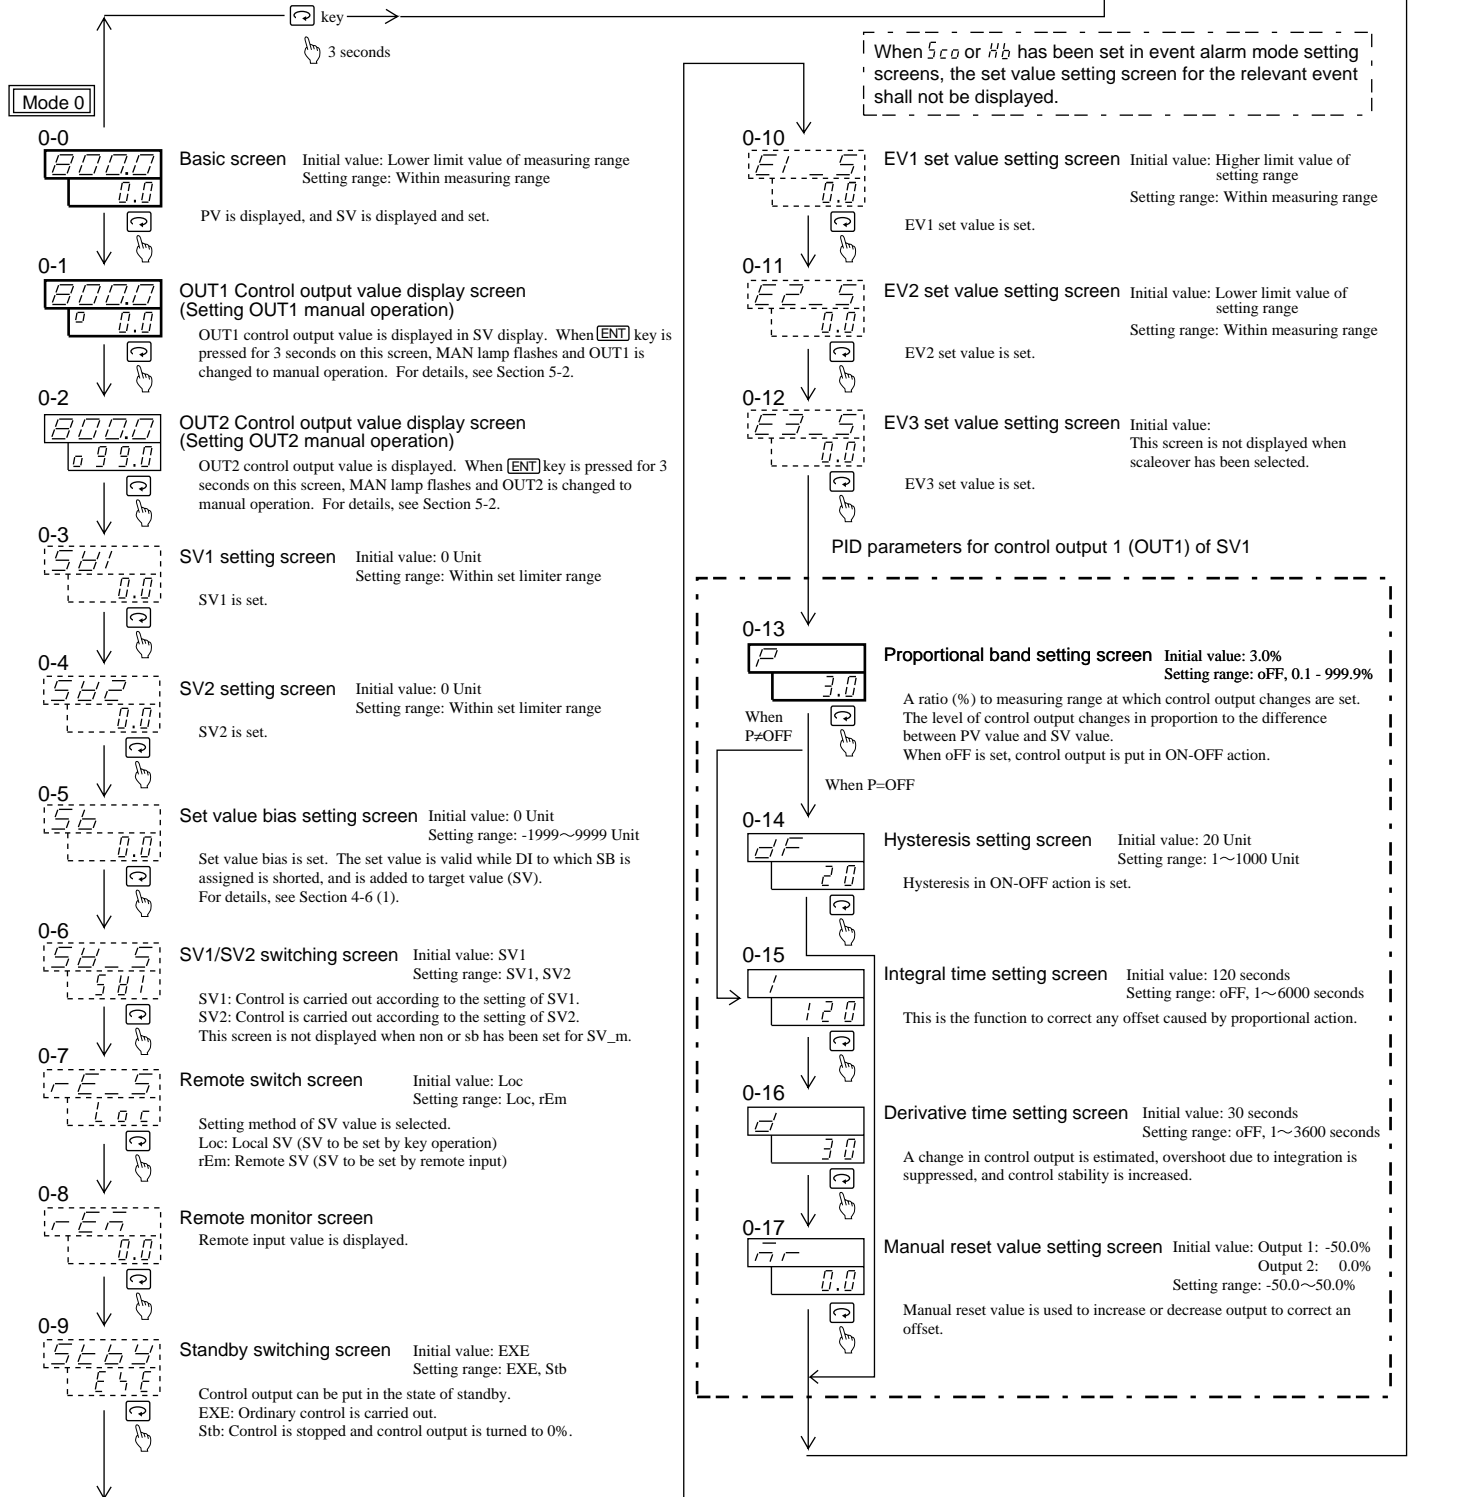 key
3 seconds
Mode 0
0-0
800.0
0.0
Basic screen Initial value: Lower limit value of measuring range
Setting range: Within measuring range
PV is displayed, and SV is displayed and set.
0-1
800.0
o 0.0
OUT1 Control output value display screen
(Setting OUT1 manual operation)
OUT1 control output value is displayed in SV display. When ENT key is
pressed for 3 seconds on this screen, MAN lamp flashes and OUT1 is
changed to manual operation. For details, see Section 5-2.
0-2
800.0
o 99.0
OUT2 Control output value display screen
(Setting OUT2 manual operation)
OUT2 control output value is displayed. When ENT key is pressed for 3
seconds on this screen, MAN lamp flashes and OUT2 is changed to
manual operation. For details, see Section 5-2.
0-3
SV1
0.0
SV1 setting screen Initial value: 0 Unit
Setting range: Within set limiter range
SV1 is set.
0-4
SV2
0.0
SV2 setting screen Initial value: 0 Unit
Setting range: Within set limiter range
SV2 is set.
0-5
Sb
0.0
Set value bias setting screen Initial value: 0 Unit
Setting range: -1999～9999 Unit
Set value bias is set. The set value is valid while DI to which SB is
assigned is shorted, and is added to target value (SV).
For details, see Section 4-6 (1).
0-6
SV_S
SV1
SV1/SV2 switching screen Initial value: SV1
Setting range: SV1, SV2
SV1: Control is carried out according to the setting of SV1.
SV2: Control is carried out according to the setting of SV2.
This screen is not displayed when non or sb has been set for SV_m.
0-7
rE_S
Loc
Remote switch screen Initial value: Loc
Setting range: Loc, rEm
Setting method of SV value is selected.
Loc: Local SV (SV to be set by key operation)
rEm: Remote SV (SV to be set by remote input)
0-8
rEm
0.0
Remote monitor screen
Remote input value is displayed.
0-9
Stby
EXE
Standby switching screen Initial value: EXE
Setting range: EXE, Stb
Control output can be put in the state of standby.
EXE: Ordinary control is carried out.
Stb: Control is stopped and control output is turned to 0%.
When Sco or Hb has been set in event alarm mode setting
screens, the set value setting screen for the relevant event
shall not be displayed.
0-10
E1_S
0.0
EV1 set value setting screen Initial value: Higher limit value of
setting range
Setting range: Within measuring range
EV1 set value is set.
0-11
E2_S
0.0
EV2 set value setting screen Initial value: Lower limit value of
setting range
Setting range: Within measuring range
EV2 set value is set.
0-12
E3_S
0.0
EV3 set value setting screen Initial value:
This screen is not displayed when
scaleover has been selected.
EV3 set value is set.
PID parameters for control output 1 (OUT1) of SV1
0-13
P
3.0
Proportional band setting screen Initial value: 3.0%
Setting range: oFF, 0.1 - 999.9%
A ratio (%) to measuring range at which control output changes are set.
The level of control output changes in proportion to the difference
between PV value and SV value.
When oFF is set, control output is put in ON-OFF action.
When
P≠OFF
When P=OFF
0-14
dF
20
Hysteresis setting screen Initial value: 20 Unit
Setting range: 1～1000 Unit
Hysteresis in ON-OFF action is set.
0-15
I
120
Integral time setting screen Initial value: 120 seconds
Setting range: oFF, 1～6000 seconds
This is the function to correct any offset caused by proportional action.
0-16
d
30
Derivative time setting screen Initial value: 30 seconds
Setting range: oFF, 1～3600 seconds
A change in control output is estimated, overshoot due to integration is
suppressed, and control stability is increased.
0-17
mr
0.0
Manual reset value setting screen Initial value: Output 1: -50.0%
Output 2: 0.0%
Setting range: -50.0～50.0%
Manual reset value is used to increase or decrease output to correct an
offset.